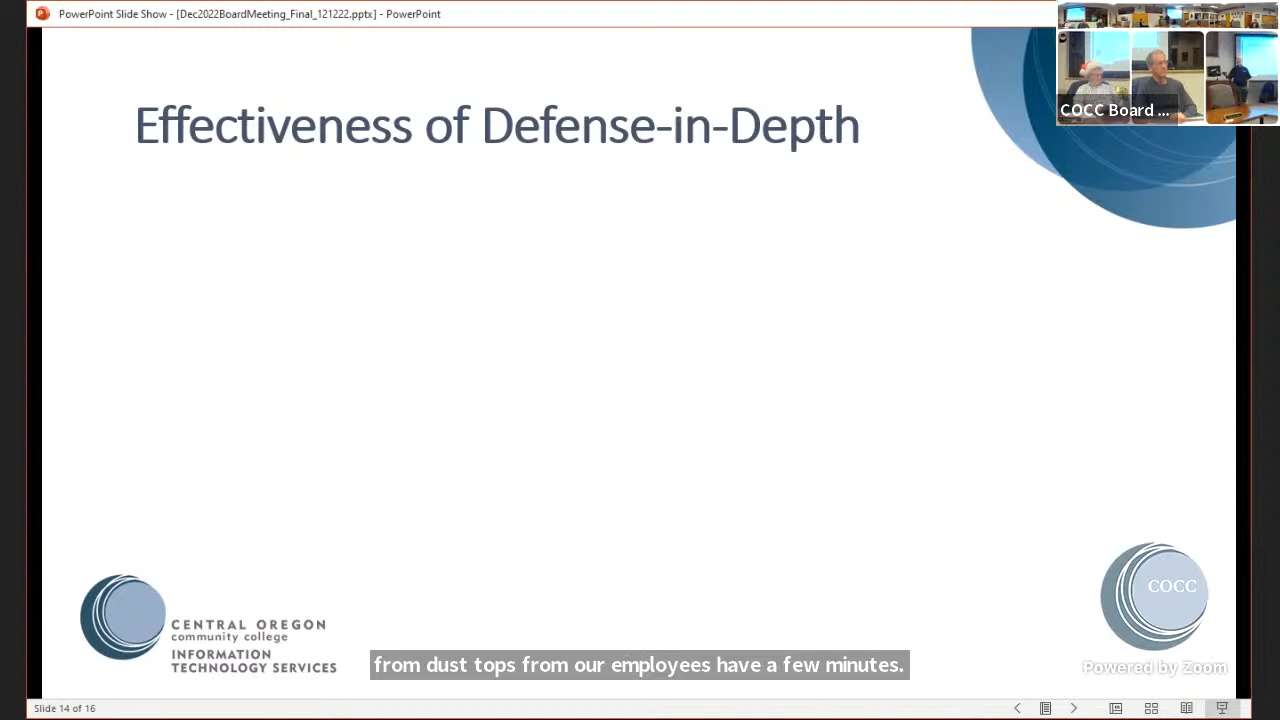 PowerPoint Slide Show - [Dec2022BoardMeeting_Final_121222.pptx] - PowerPoint
COCC Board ...
Effectiveness of Defense-in-Depth
COCC
CENTRAL OREGON
community college
INFORMATION
TECHNOLOGY SERVICES
from dust tops from our employees have a few minutes.
Powered by Zoom
Slide 14 of 16